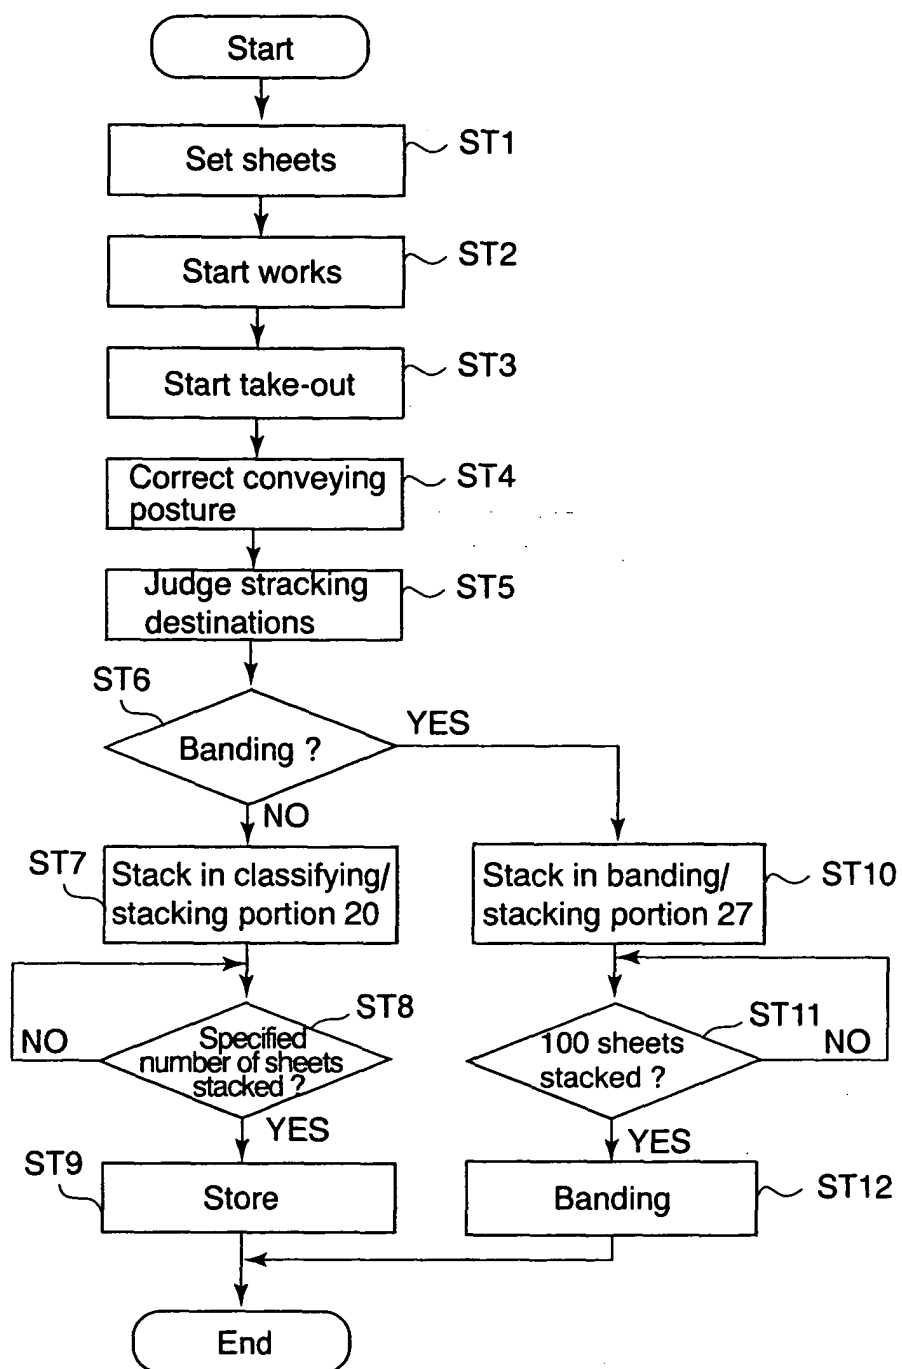 Start
Set sheets
ST1
Start works
ST2
Start take-out
ST3
Correct conveying
posture
ST4
Judge stracking
destinations
ST5
ST6
Banding ?
YES
NO
ST7
Stack in classifying/
stacking portion 20
Stack in banding/
stacking portion 27
ST10
ST8
Specified
number of sheets
stacked ?
NO
YES
ST11
100 sheets
stacked ?
NO
YES
ST9
Store
Banding
ST12
End